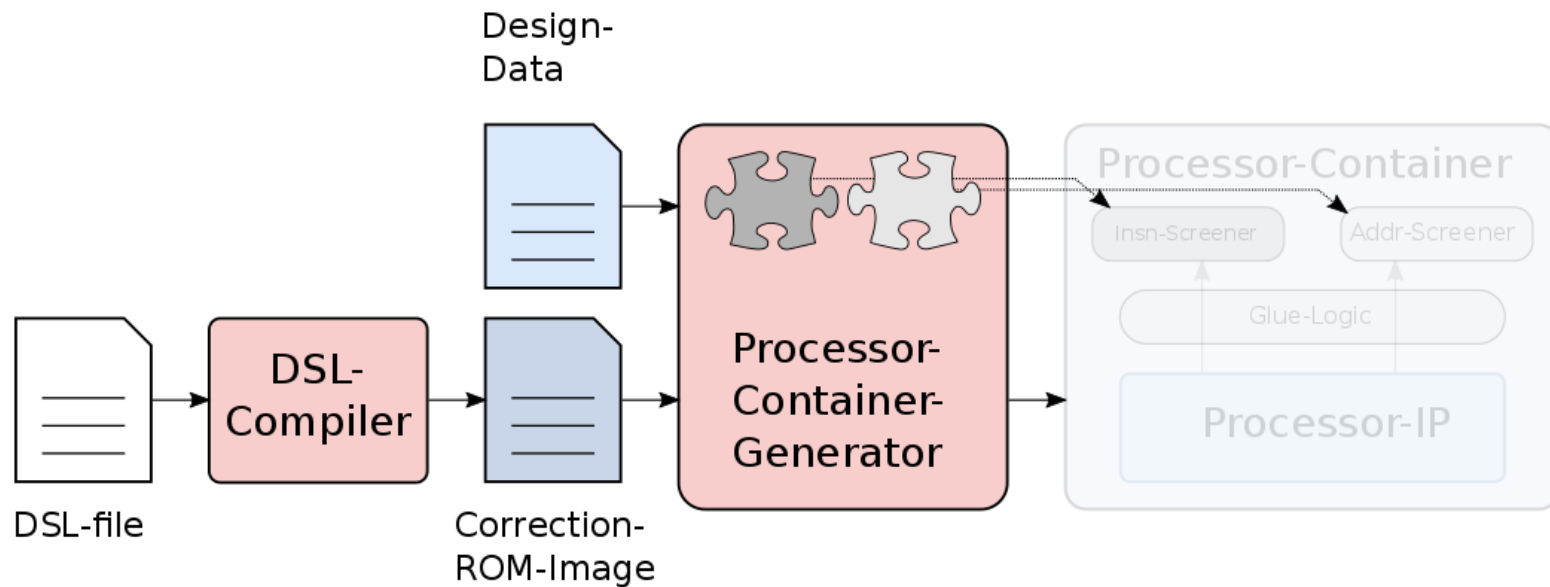 Design-
Data
Processor-Container
Insn-Screener
Addr-Screener
Glue-Logic
DSL-
Compiler
Processor-
Container-
Generator
Processor-IP
DSL-file
Correction-
ROM-Image